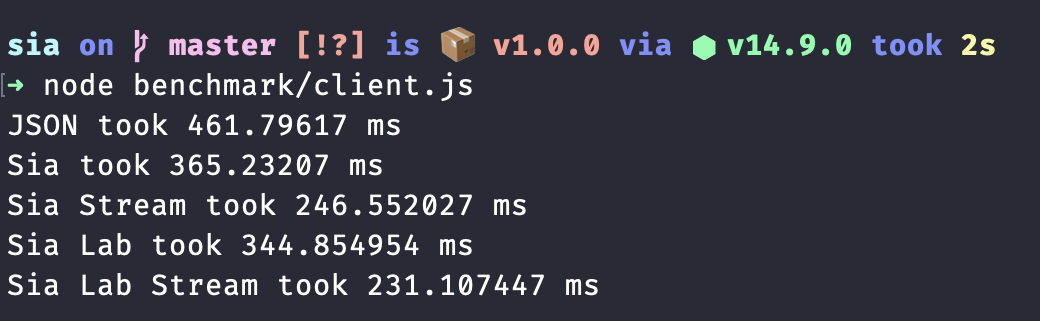 sia on master [!?] is 📦 v1.0.0 via ⬢ v14.9.0 took 2s
➜ node benchmark/client.js
JSON took 461.79617 ms
Sia took 365.23207 ms
Sia Stream took 246.552027 ms
Sia Lab took 344.854954 ms
Sia Lab Stream took 231.107447 ms